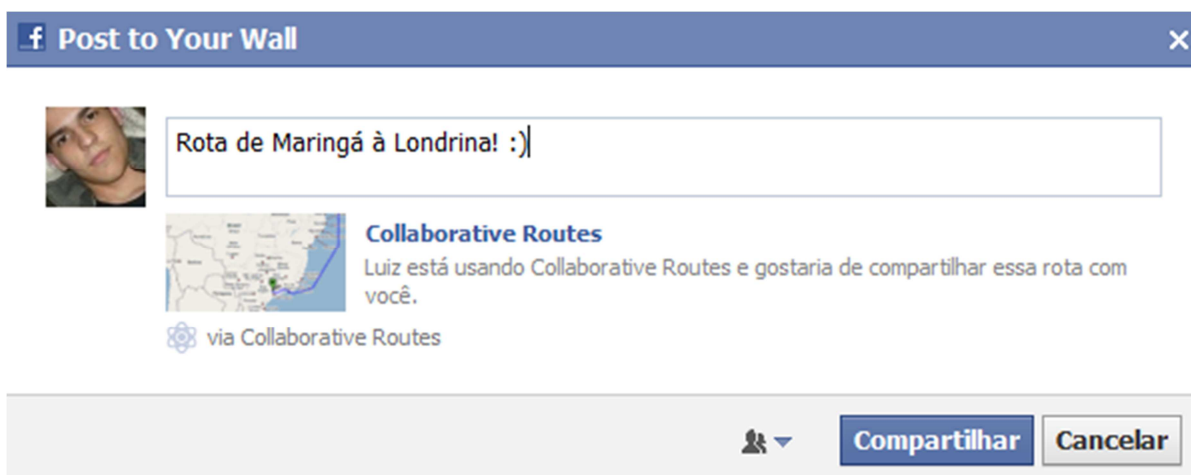 f Post to Your Wall ×
Rota de Maringá à Londrina! :)
Collaborative Routes
Luiz está usando Collaborative Routes e gostaria de compartilhar essa rota com
você.
via Collaborative Routes
Compartilhar Cancelar